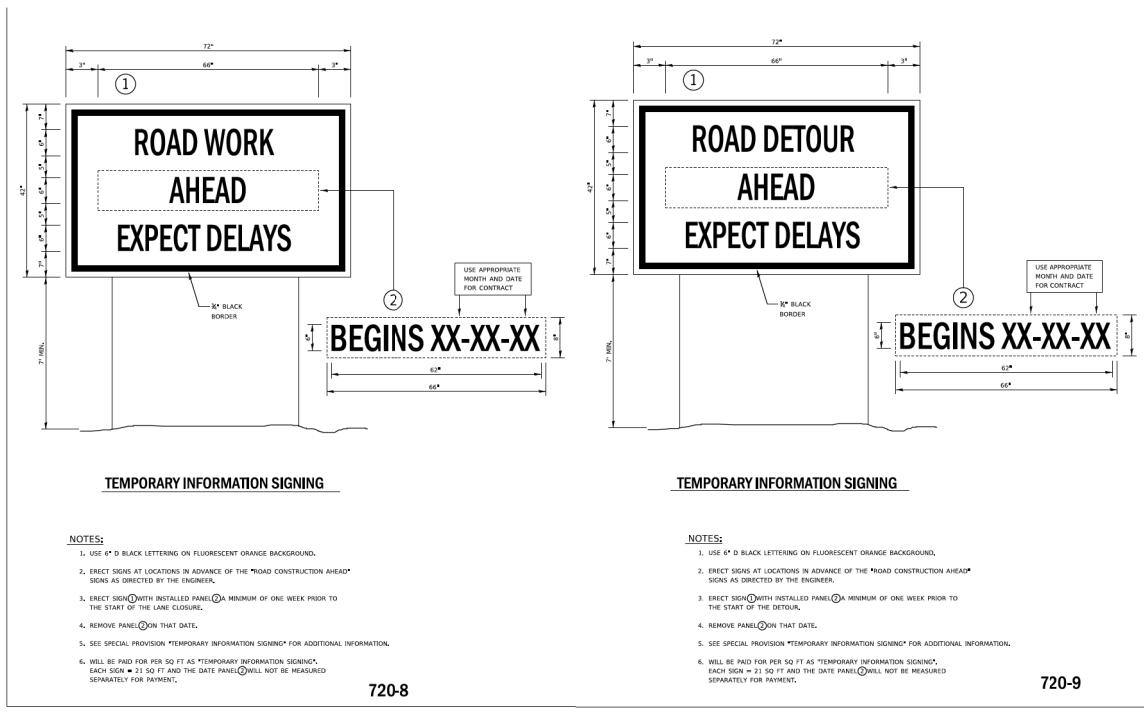 72"
3"
66"
3"
1
7"
6"
5"
6"
5"
6"
7"
42"
7' MIN.
ROAD WORK
AHEAD
EXPECT DELAYS
¾" BLACK
BORDER
2
USE APPROPRIATE
MONTH AND DATE
FOR CONTRACT
BEGINS XX-XX-XX
6"
8"
62"
66"
TEMPORARY INFORMATION SIGNING
NOTES:
1. USE 6" D BLACK LETTERING ON FLUORESCENT ORANGE BACKGROUND.
2. ERECT SIGNS AT LOCATIONS IN ADVANCE OF THE "ROAD CONSTRUCTION AHEAD"
SIGNS AS DIRECTED BY THE ENGINEER.
3. ERECT SIGN 1 WITH INSTALLED PANEL 2 A MINIMUM OF ONE WEEK PRIOR TO
THE START OF THE LANE CLOSURE.
4. REMOVE PANEL 2 ON THAT DATE.
5. SEE SPECIAL PROVISION "TEMPORARY INFORMATION SIGNING" FOR ADDITIONAL INFORMATION.
6. WILL BE PAID FOR PER SQ FT AS "TEMPORARY INFORMATION SIGNING".
EACH SIGN = 21 SQ FT AND THE DATE PANEL 2 WILL NOT BE MEASURED
SEPARATELY FOR PAYMENT.
720-8
72"
3"
66"
3"
1
7"
6"
5"
6"
5"
6"
7"
42"
7' MIN.
ROAD DETOUR
AHEAD
EXPECT DELAYS
¾" BLACK
BORDER
2
USE APPROPRIATE
MONTH AND DATE
FOR CONTRACT
BEGINS XX-XX-XX
6"
8"
62"
66"
TEMPORARY INFORMATION SIGNING
NOTES:
1. USE 6" D BLACK LETTERING ON FLUORESCENT ORANGE BACKGROUND.
2. ERECT SIGNS AT LOCATIONS IN ADVANCE OF THE "ROAD CONSTRUCTION AHEAD"
SIGNS AS DIRECTED BY THE ENGINEER.
3. ERECT SIGN 1 WITH INSTALLED PANEL 2 A MINIMUM OF ONE WEEK PRIOR TO
THE START OF THE DETOUR.
4. REMOVE PANEL 2 ON THAT DATE.
5. SEE SPECIAL PROVISION "TEMPORARY INFORMATION SIGNING" FOR ADDITIONAL INFORMATION.
6. WILL BE PAID FOR PER SQ FT AS "TEMPORARY INFORMATION SIGNING".
EACH SIGN = 21 SQ FT AND THE DATE PANEL 2 WILL NOT BE MEASURED
SEPARATELY FOR PAYMENT.
720-9